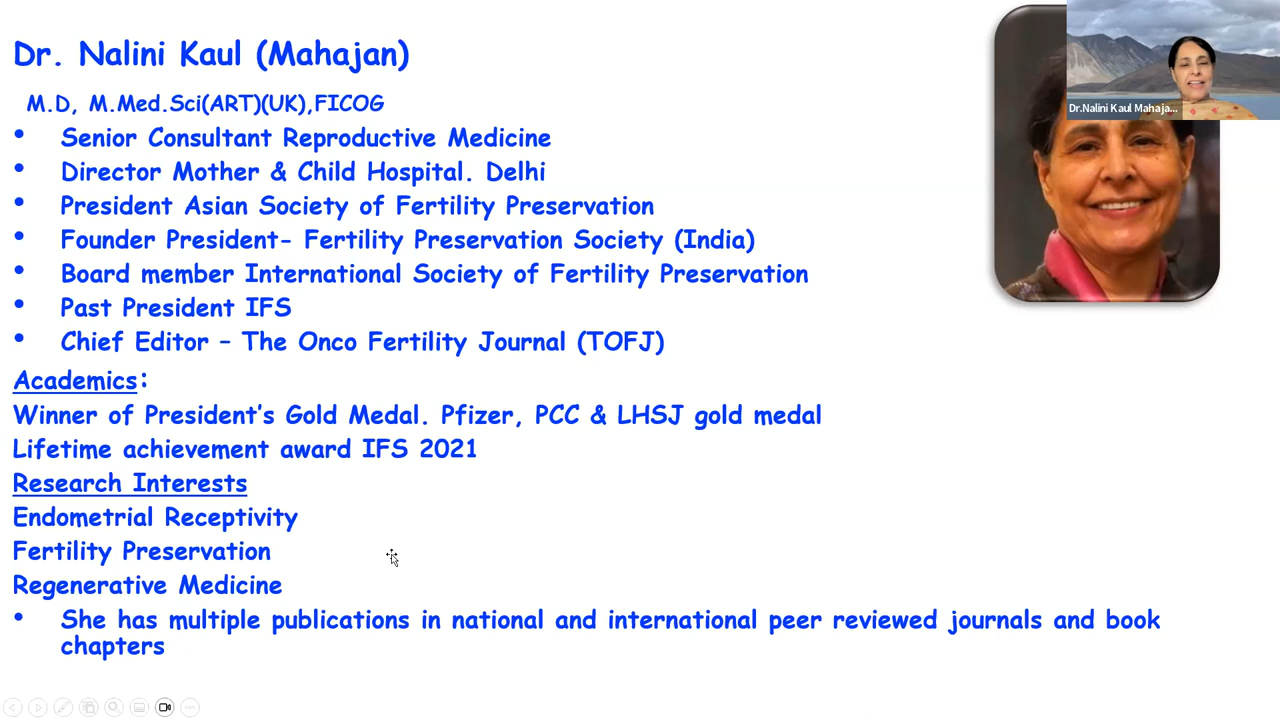 Dr. Nalini Kaul (Mahajan)
M.D, M.Med.Sci(ART)(UK),FICOG
• Senior Consultant Reproductive Medicine
• Director Mother & Child Hospital. Delhi
• President Asian Society of Fertility Preservation
• Founder President- Fertility Preservation Society (India)
• Board member International Society of Fertility Preservation
• Past President IFS
• Chief Editor – The Onco Fertility Journal (TOFJ)
Academics:
Winner of President's Gold Medal. Pfizer, PCC & LHSJ gold medal
Lifetime achievement award IFS 2021
Research Interests
Endometrial Receptivity
Fertility Preservation
Regenerative Medicine
• She has multiple publications in national and international peer reviewed journals and book
chapters
Dr.Nalini Kaul Mahaja...